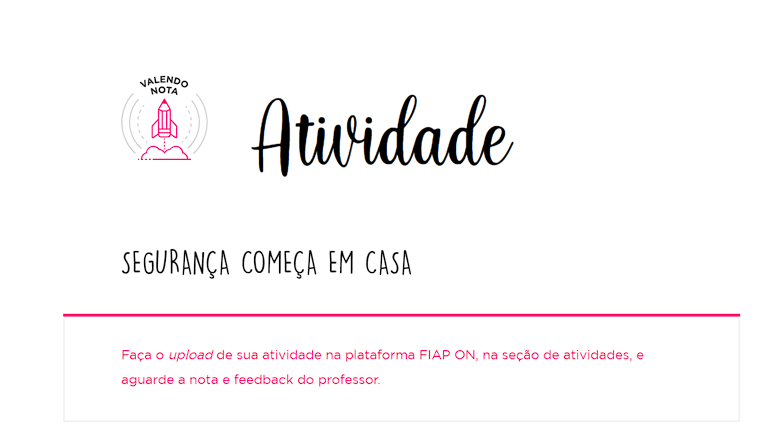 VALENDO
NOTA
Atividade
SEGURANÇA COMEÇA EM CASA
Faça o upload de sua atividade na plataforma FIAP ON, na seção de atividades, e
aguarde a nota e feedback do professor.